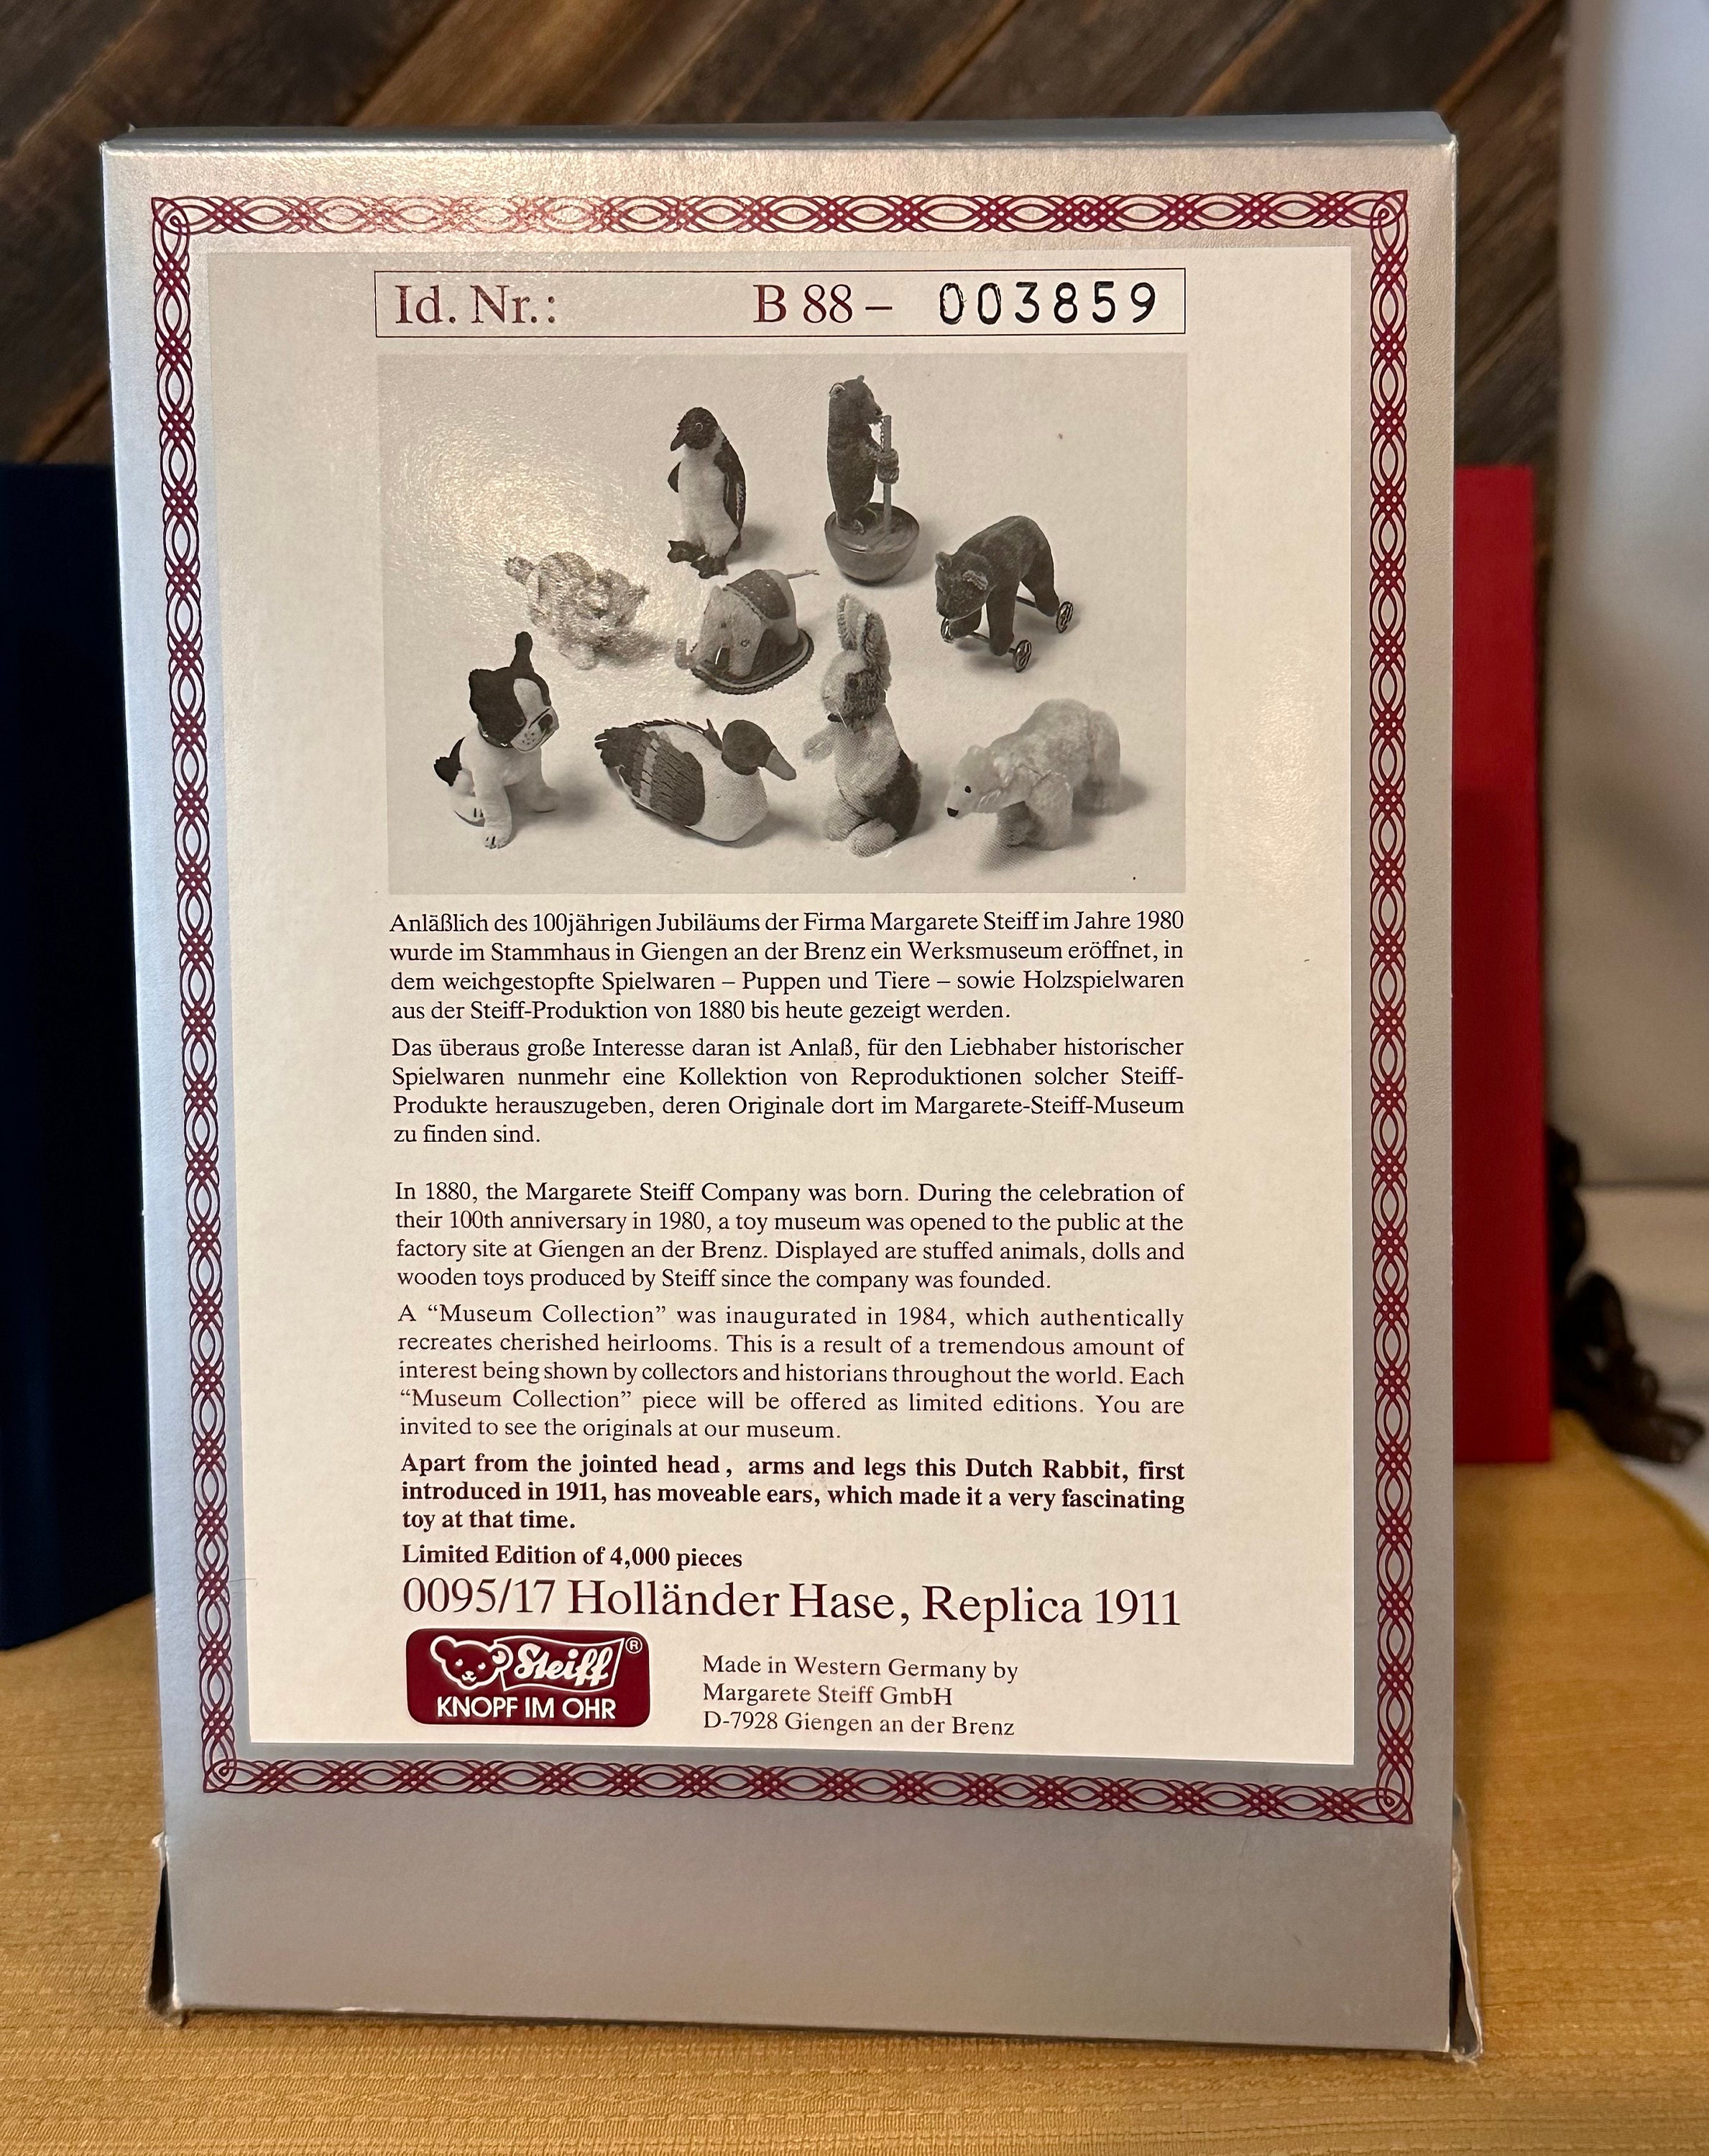 Id. Nr.: B 88 – 003859
Anläßlich des 100jährigen Jubiläums der Firma Margarete Steiff im Jahre 1980
wurde im Stammhaus in Giengen an der Brenz ein Werksmuseum eröffnet, in
dem weichgestopfte Spielwaren – Puppen und Tiere – sowie Holzspielwaren
aus der Steiff-Produktion von 1880 bis heute gezeigt werden.
Das überaus große Interesse daran ist Anlaß, für den Liebhaber historischer
Spielwaren nunmehr eine Kollektion von Reproduktionen solcher Steiff-
Produkte herauszugeben, deren Originale dort im Margarete-Steiff-Museum
zu finden sind.
In 1880, the Margarete Steiff Company was born. During the celebration of
their 100th anniversary in 1980, a toy museum was opened to the public at the
factory site at Giengen an der Brenz. Displayed are stuffed animals, dolls and
wooden toys produced by Steiff since the company was founded.
A “Museum Collection” was inaugurated in 1984, which authentically
recreates cherished heirlooms. This is a result of a tremendous amount of
interest being shown by collectors and historians throughout the world. Each
“Museum Collection” piece will be offered as limited editions. You are
invited to see the originals at our museum.
Apart from the jointed head, arms and legs this Dutch Rabbit, first
introduced in 1911, has moveable ears, which made it a very fascinating
toy at that time.
Limited Edition of 4,000 pieces
0095/17 Holländer Hase, Replica 1911
Steiff ®
KNOPF IM OHR
Made in Western Germany by
Margarete Steiff GmbH
D-7928 Giengen an der Brenz